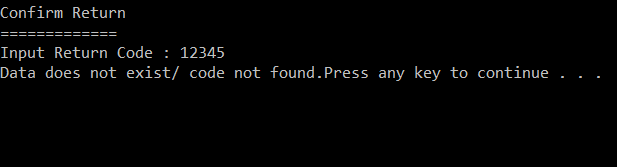 Confirm Return
=============
Input Return Code : 12345
Data does not exist/ code not found.Press any key to continue . . .